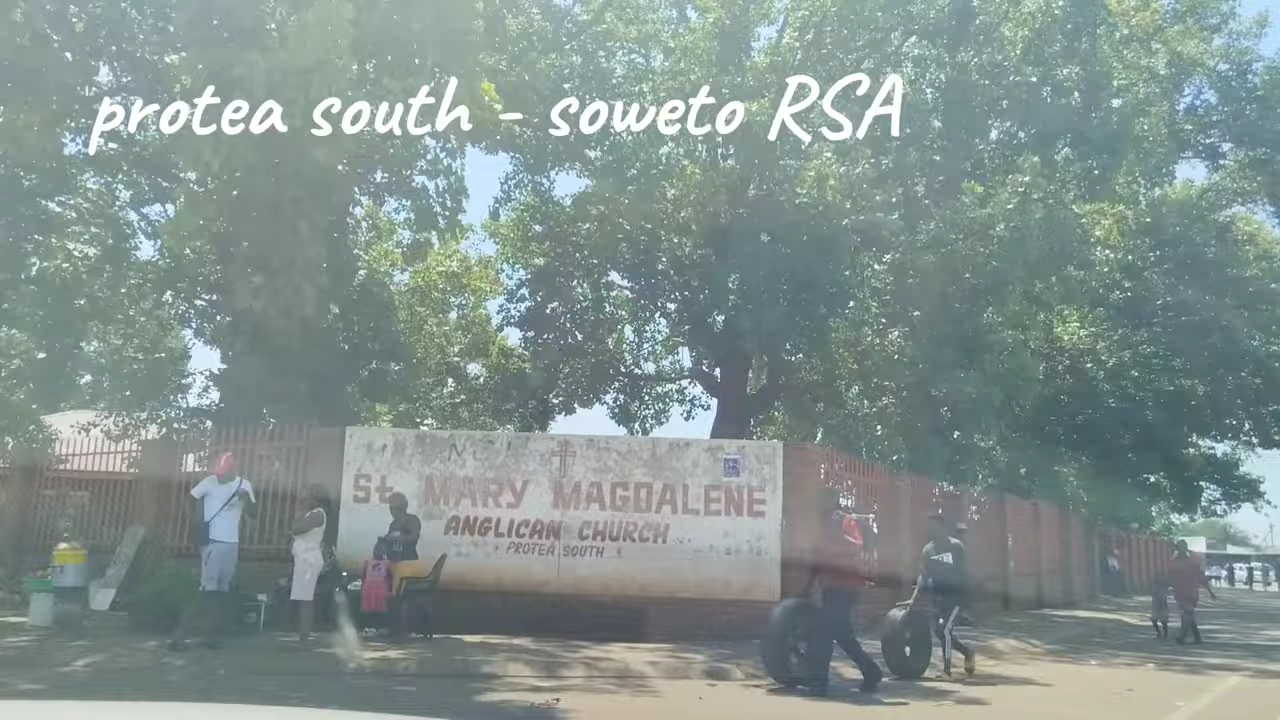 protea south - soweto RSA
St MARY MAGDALENE
ANGLICAN CHURCH
PROTEA SOUTH